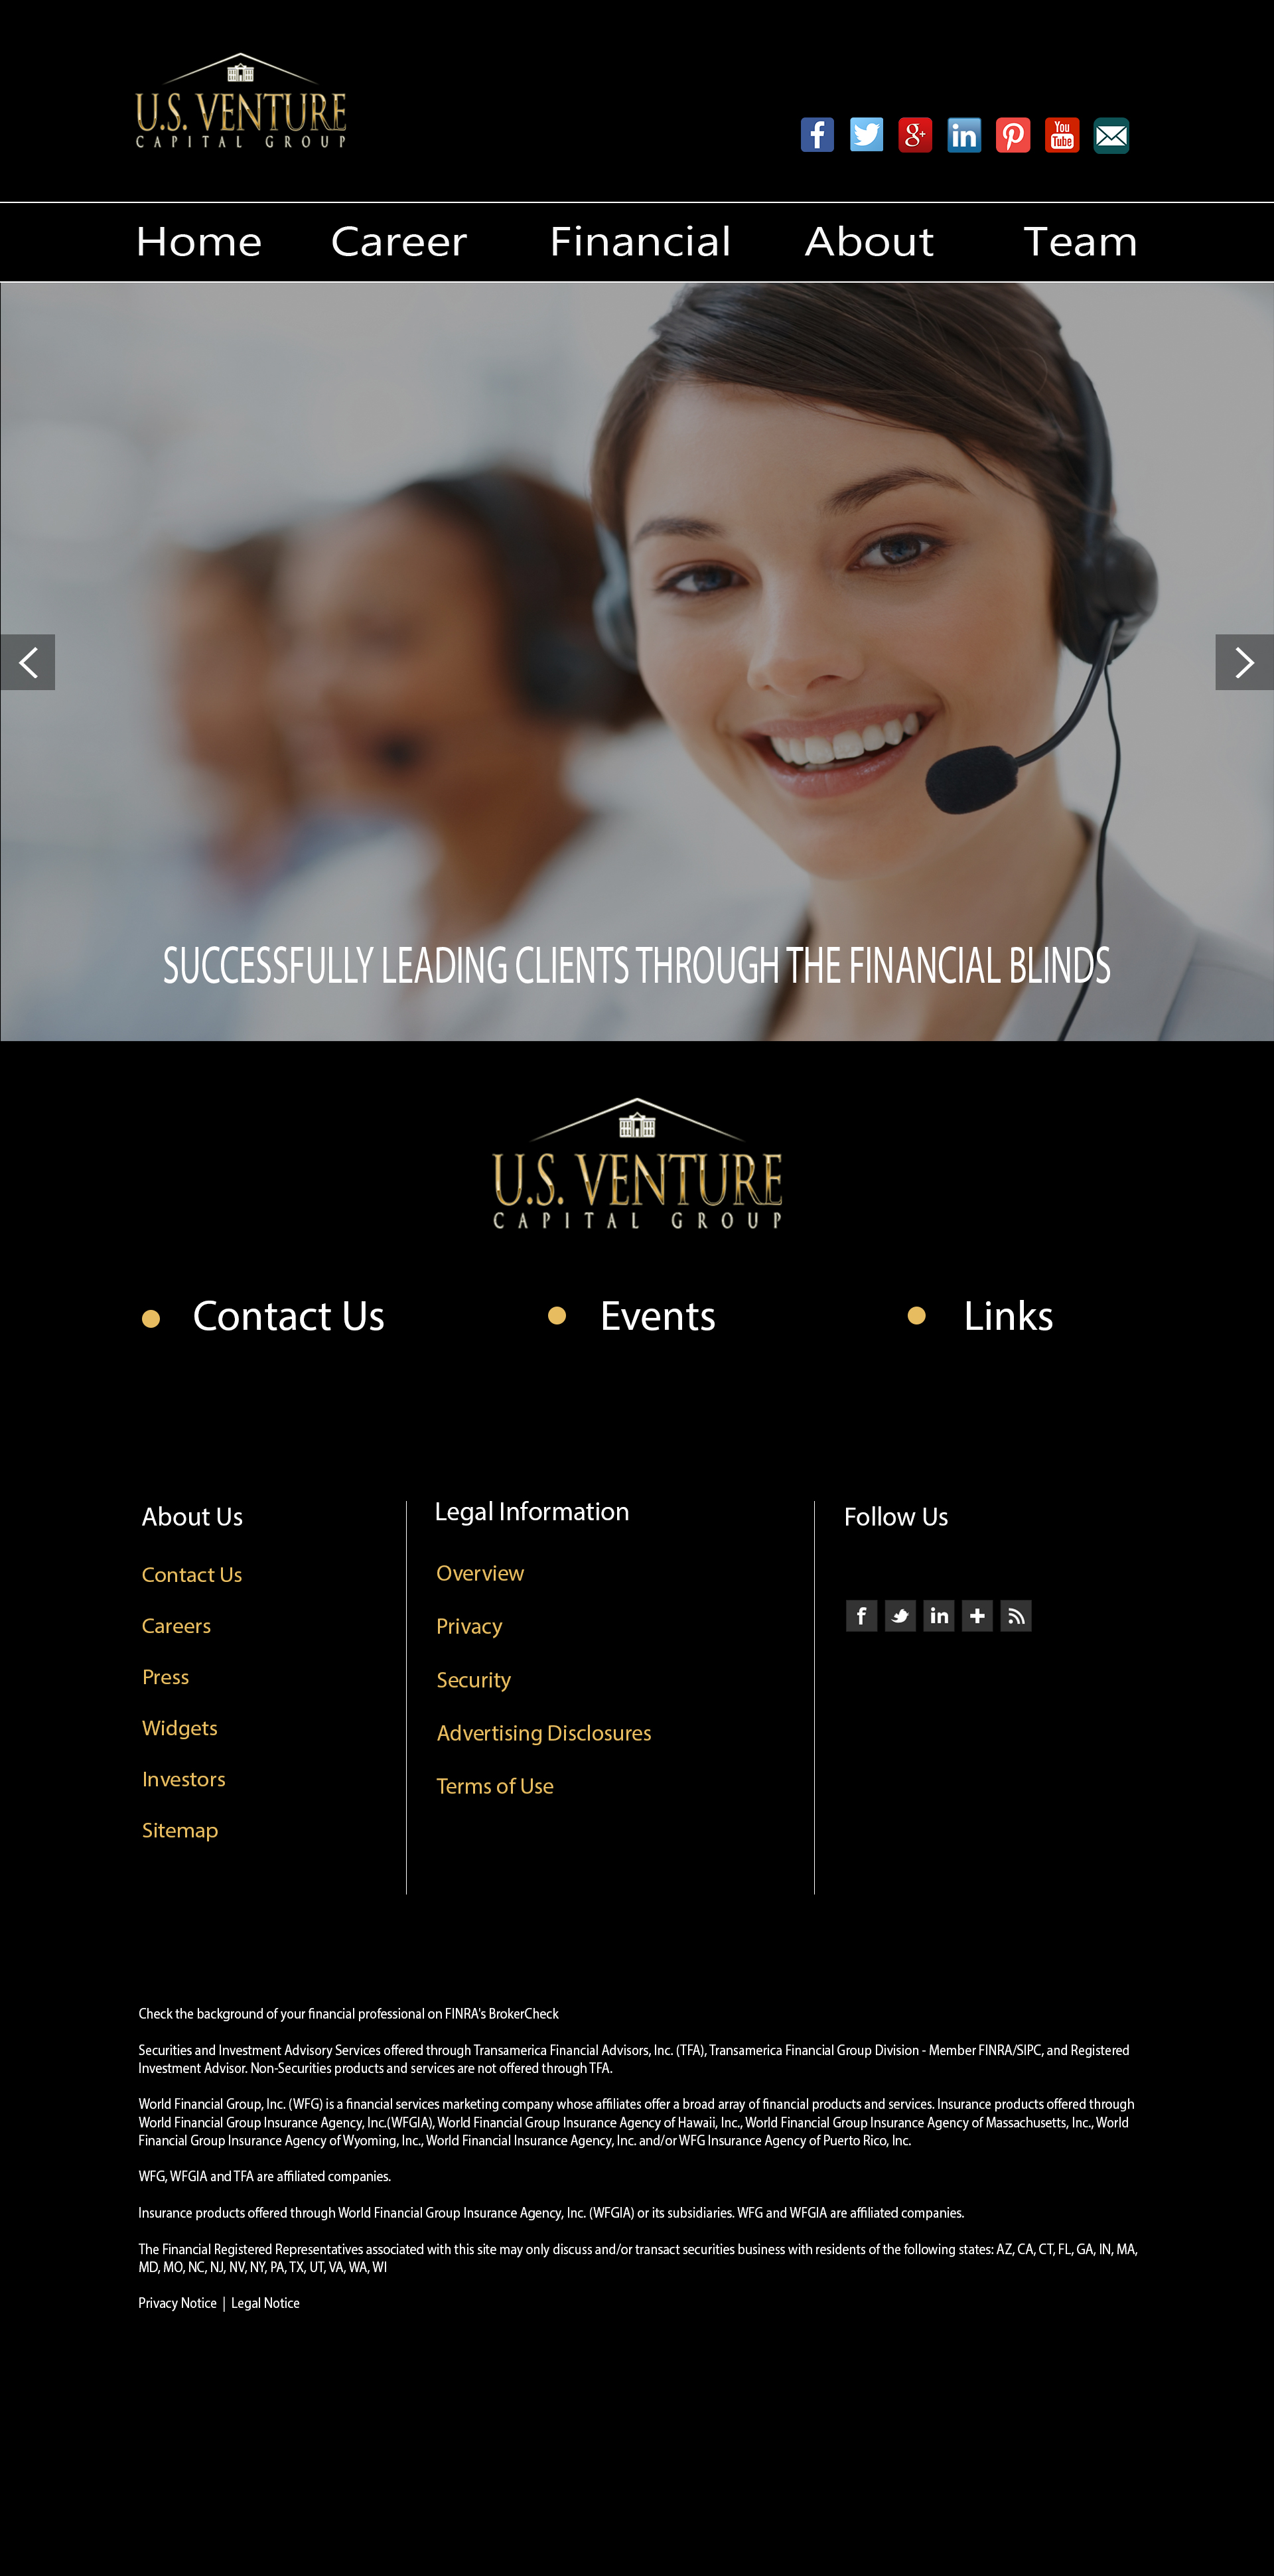 U.S. VENTURE
CAPITAL GROUP
You
Tube
Home Career Financial About Team
SUCCESSFULLY LEADING CLIENTS THROUGH THE FINANCIAL BLINDS
U.S. VENTURE
CAPITAL GROUP
Contact Us Events Links
About Us
Contact Us
Careers
Press
Widgets
Investors
Sitemap
Legal Information
Overview
Privacy
Security
Advertising Disclosures
Terms of Use
Follow Us
Check the background of your financial professional on FINRA's BrokerCheck
Securities and Investment Advisory Services offered through Transamerica Financial Advisors, Inc. (TFA), Transamerica Financial Group Division - Member FINRA/SIPC, and Registered
Investment Advisor. Non-Securities products and services are not offered through TFA.
World Financial Group, Inc. (WFG) is a financial services marketing company whose affiliates offer a broad array of financial products and services. Insurance products offered through
World Financial Group Insurance Agency, Inc.(WFGIA), World Financial Group Insurance Agency of Hawaii, Inc., World Financial Group Insurance Agency of Massachusetts, Inc., World
Financial Group Insurance Agency of Wyoming, Inc., World Financial Insurance Agency, Inc. and/or WFG Insurance Agency of Puerto Rico, Inc.
WFG, WFGIA and TFA are affiliated companies.
Insurance products offered through World Financial Group Insurance Agency, Inc. (WFGIA) or its subsidiaries. WFG and WFGIA are affiliated companies.
The Financial Registered Representatives associated with this site may only discuss and/or transact securities business with residents of the following states: AZ, CA, CT, FL, GA, IN, MA,
MD, MO, NC, NJ, NV, NY, PA, TX, UT, VA, WA, WI
Privacy Notice | Legal Notice